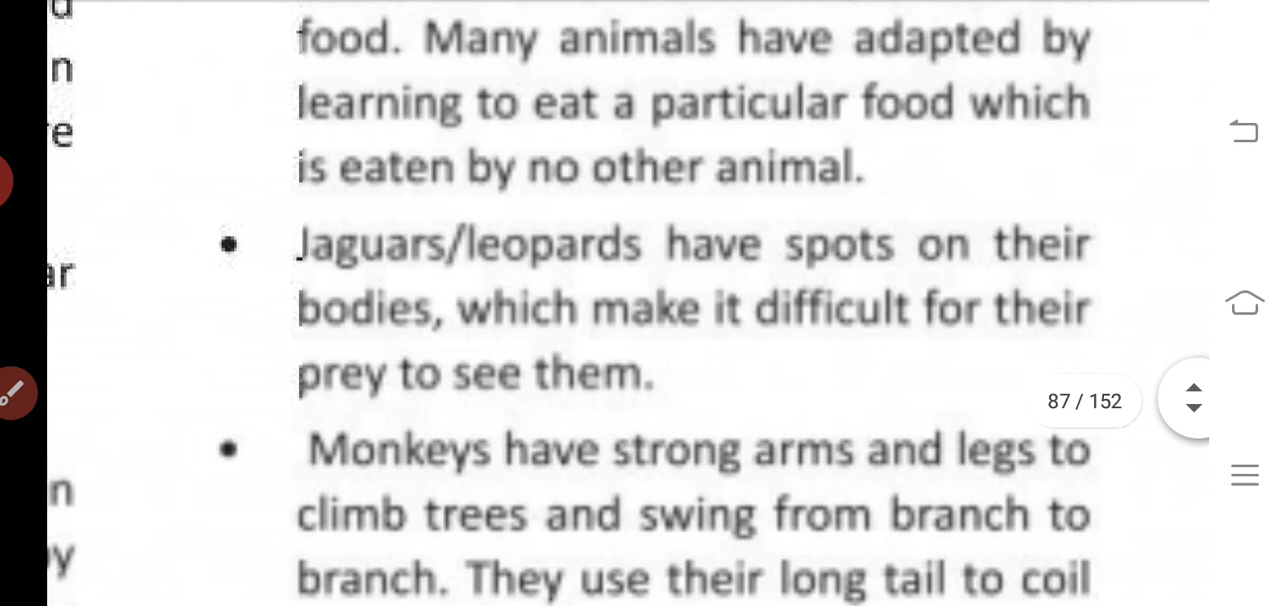 food. Many animals have adapted by
learning to eat a particular food which
is eaten by no other animal.
• Jaguars/leopards have spots on their
bodies, which make it difficult for their
prey to see them.
87 / 152
• Monkeys have strong arms and legs to
climb trees and swing from branch to
branch. They use their long tail to coil